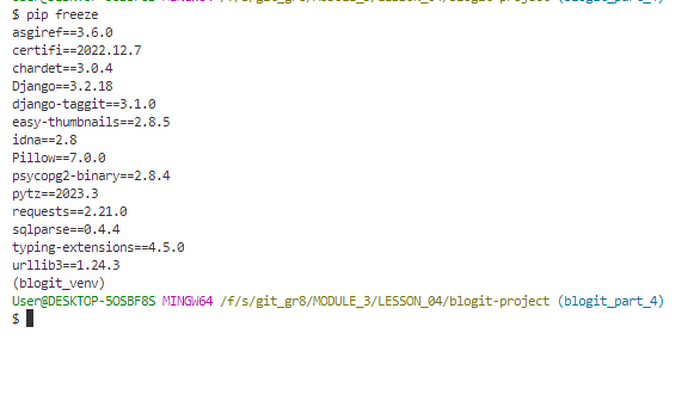 $ pip freeze
asgiref==3.6.0
certifi==2022.12.7
chardet==3.0.4
Django==3.2.18
django-taggit==3.1.0
easy-thumbnails==2.8.5
idna==2.8
Pillow==7.0.0
psycopg2-binary==2.8.4
pytz==2023.3
requests==2.21.0
sqlparse==0.4.4
typing-extensions==4.5.0
urllib3==1.24.3
(blogit_venv)
User@DESKTOP-5OSBF8S MINGW64 /f/s/git_gr8/MODULE_3/LESSON_04/blogit-project (blogit_part_4)
$